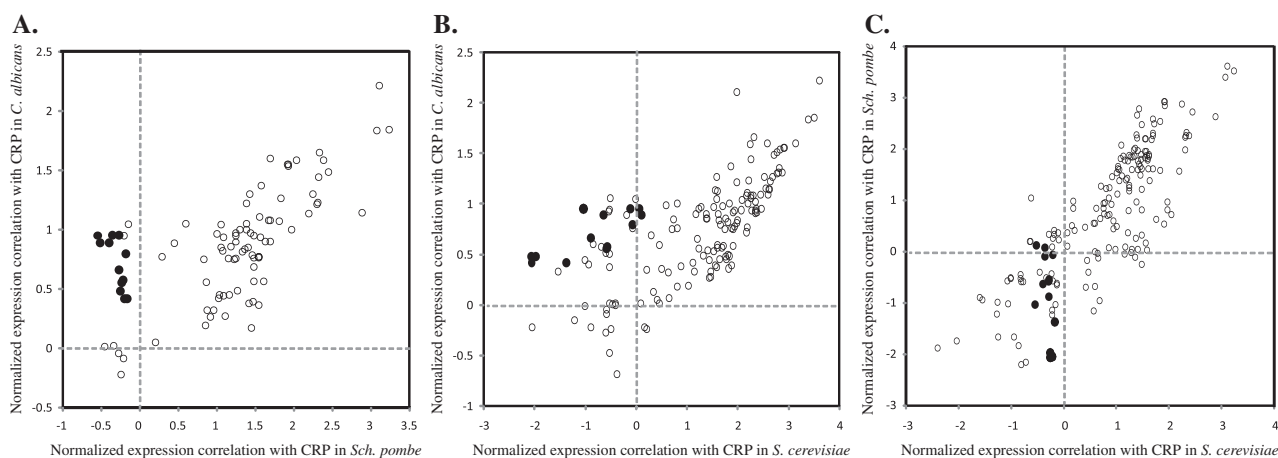 A.
Normalized expression correlation with CRP in C. albicans
2.5
2
1.5
1
0.5
0
-0.5
-1 -0.5 0 0.5 1 1.5 2 2.5 3 3.5
Normalized expression correlation with CRP in Sch. pombe
B.
Normalized expression correlation with CRP in C. albicans
2.5
2
1.5
1
0.5
0
-0.5
-1
-3 -2 -1 0 1 2 3 4
Normalized expression correlation with CRP in S. cerevisiae
C.
Normalized expression correlation with CRP in Sch. pombe
4
3
2
1
0
-1
-2
-3
-3 -2 -1 0 1 2 3 4
Normalized expression correlation with CRP in S. cerevisiae